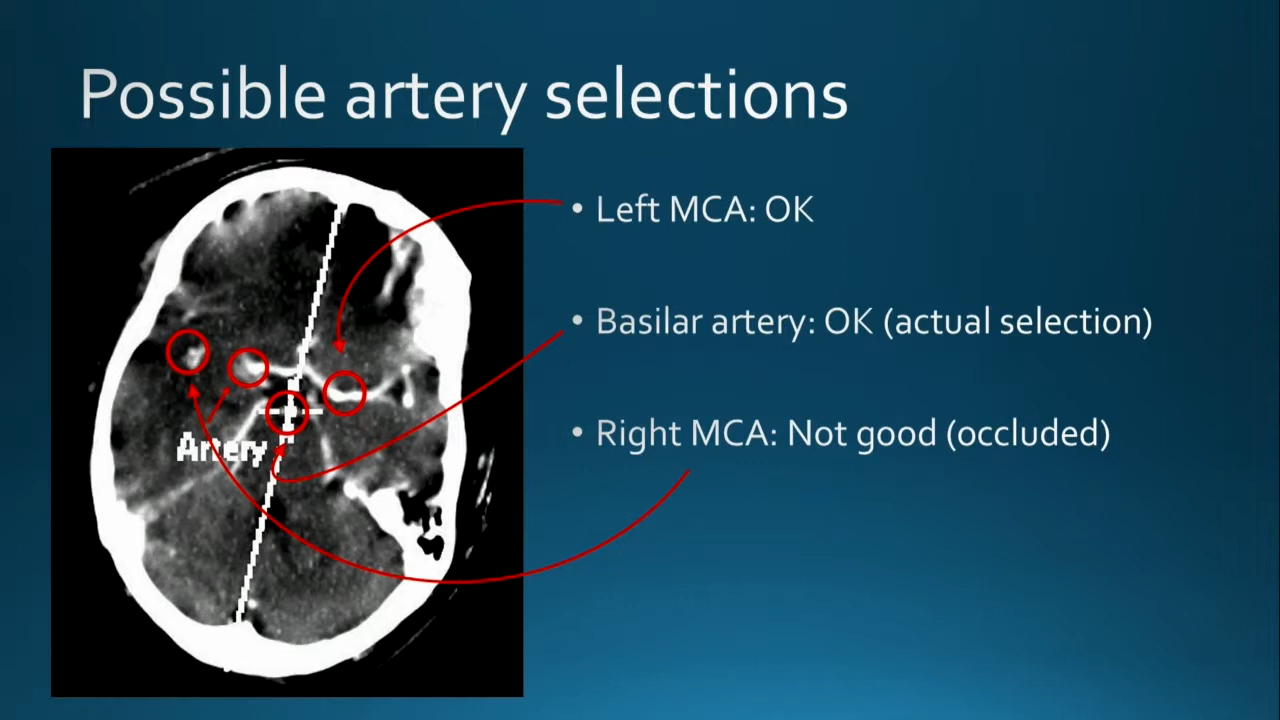 Possible artery selections
• Left MCA: OK
• Basilar artery: OK (actual selection)
• Right MCA: Not good (occluded)
Artery